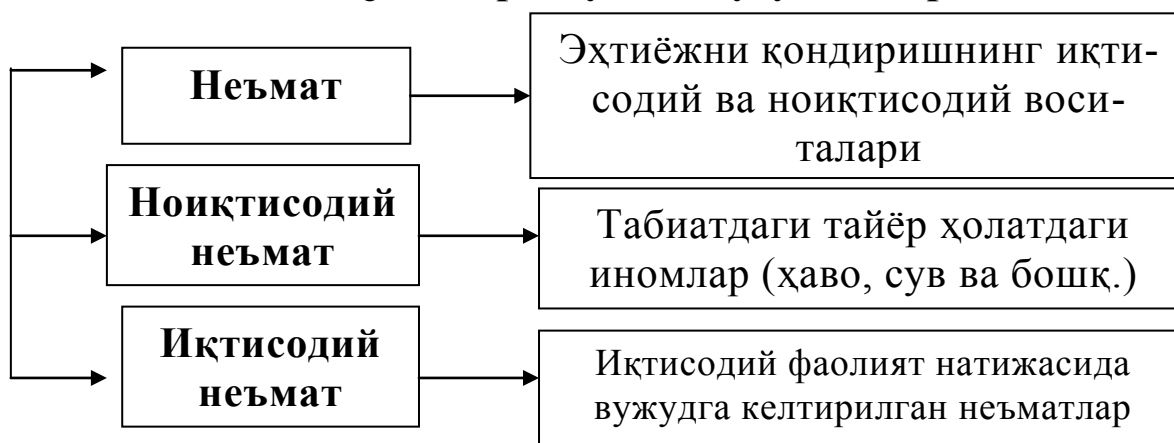 Неъмат
Эҳтиёжни қондиришнинг иқти-
содий ва ноиқтисодий воси-
талари
Ноиқтисодий
неъмат
Табиатдаги тайёр ҳолатдаги
иномлар (ҳаво, сув ва бошқ.)
Иқтисодий
неъмат
Иқтисодий фаолият натижасида
вужудга келтирилган неъматлар